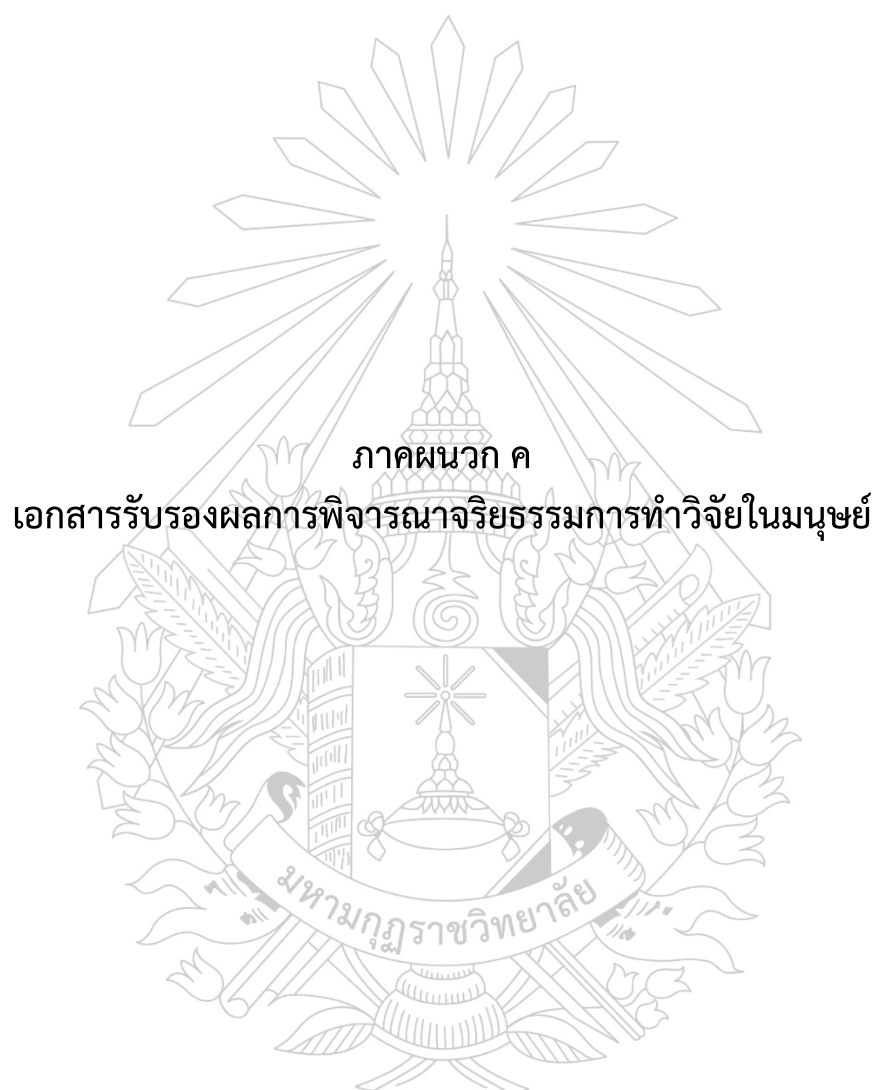 ภาคผนวก ค
เอกสารรับรองผลการพิจารณาจริยธรรมการทำวิจัยในมนุษย์
มหามกุฏราชวิทยาลัย